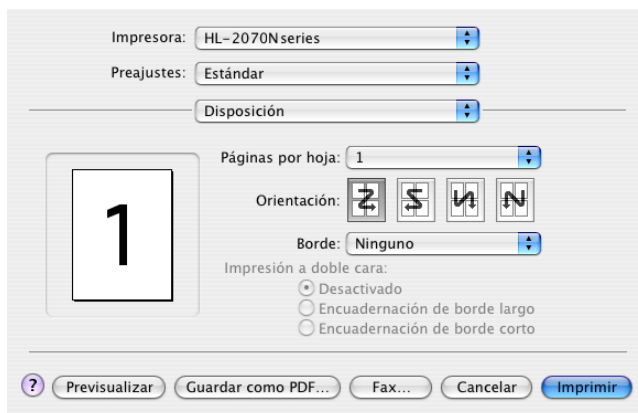 Impresora: HL-2070N series
Preajustes: Estándar
Disposición
Páginas por hoja: 1
1
Orientación:
Borde: Ninguno
Impresión a doble cara:
Desactivado
Encuadernación de borde largo
Encuadernación de borde corto
? Previsualizar Guardar como PDF... Fax... Cancelar Imprimir